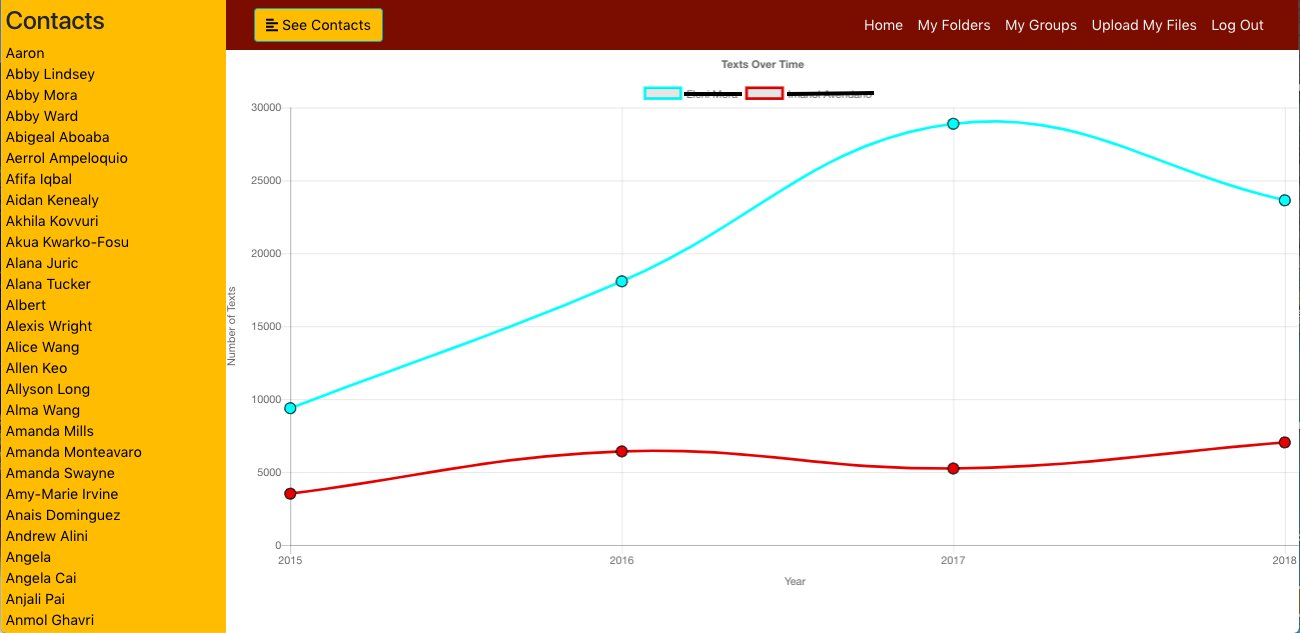 Contacts
See Contacts
Home My Folders My Groups Upload My Files Log Out
Aaron
Abby Lindsey
Abby Mora
Abby Ward
Abigeal Aboaba
Aerrol Ampeloquio
Afifa Iqbal
Aidan Kenealy
Akhila Kovvuri
Akua Kwarko-Fosu
Alana Juric
Alana Tucker
Albert
Alexis Wright
Alice Wang
Allen Keo
Allyson Long
Alma Wang
Amanda Mills
Amanda Monteavaro
Amanda Swayne
Amy-Marie Irvine
Anais Dominguez
Andrew Alini
Angela
Angela Cai
Anjali Pai
Anmol Ghavri
Texts Over Time
Number of Texts
30000
25000
20000
15000
10000
5000
0
2015 2016 2017 2018
Year